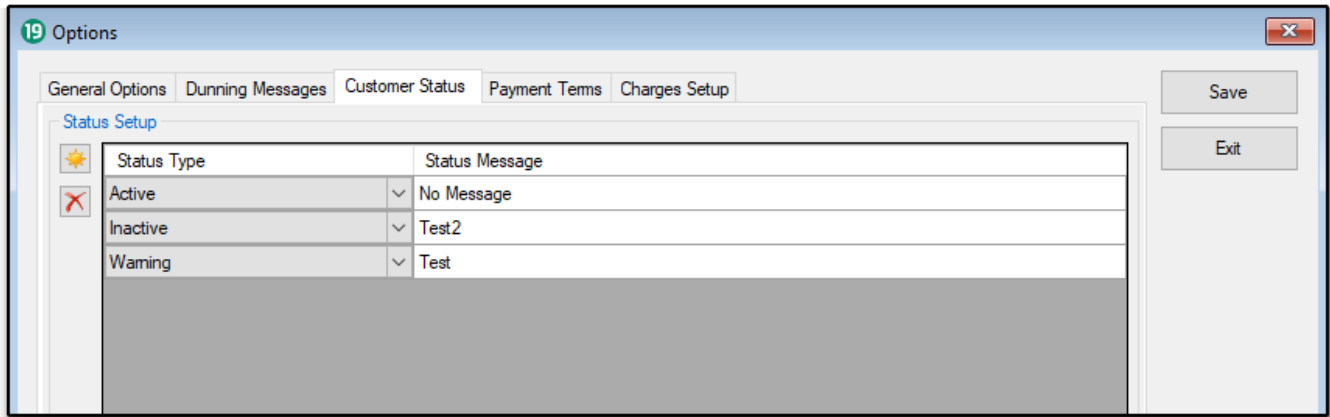 19 Options
General Options Dunning Messages Customer Status Payment Terms Charges Setup
Save
Status Setup
Exit
Status Type Status Message
Active No Message
Inactive Test2
Warning Test